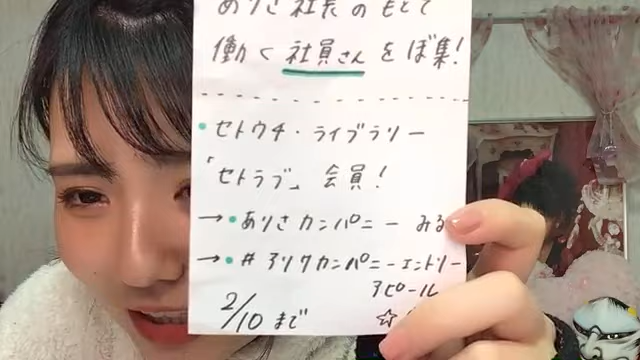 ありさ社長のもとで
働く社員さんをぼ集!
・セトウチ・ライブラリー
「セトラブ」会員!
→・ありさカンパニーみる
→・#アリサカンパニーエントリー
2/10まで
アピール
☆